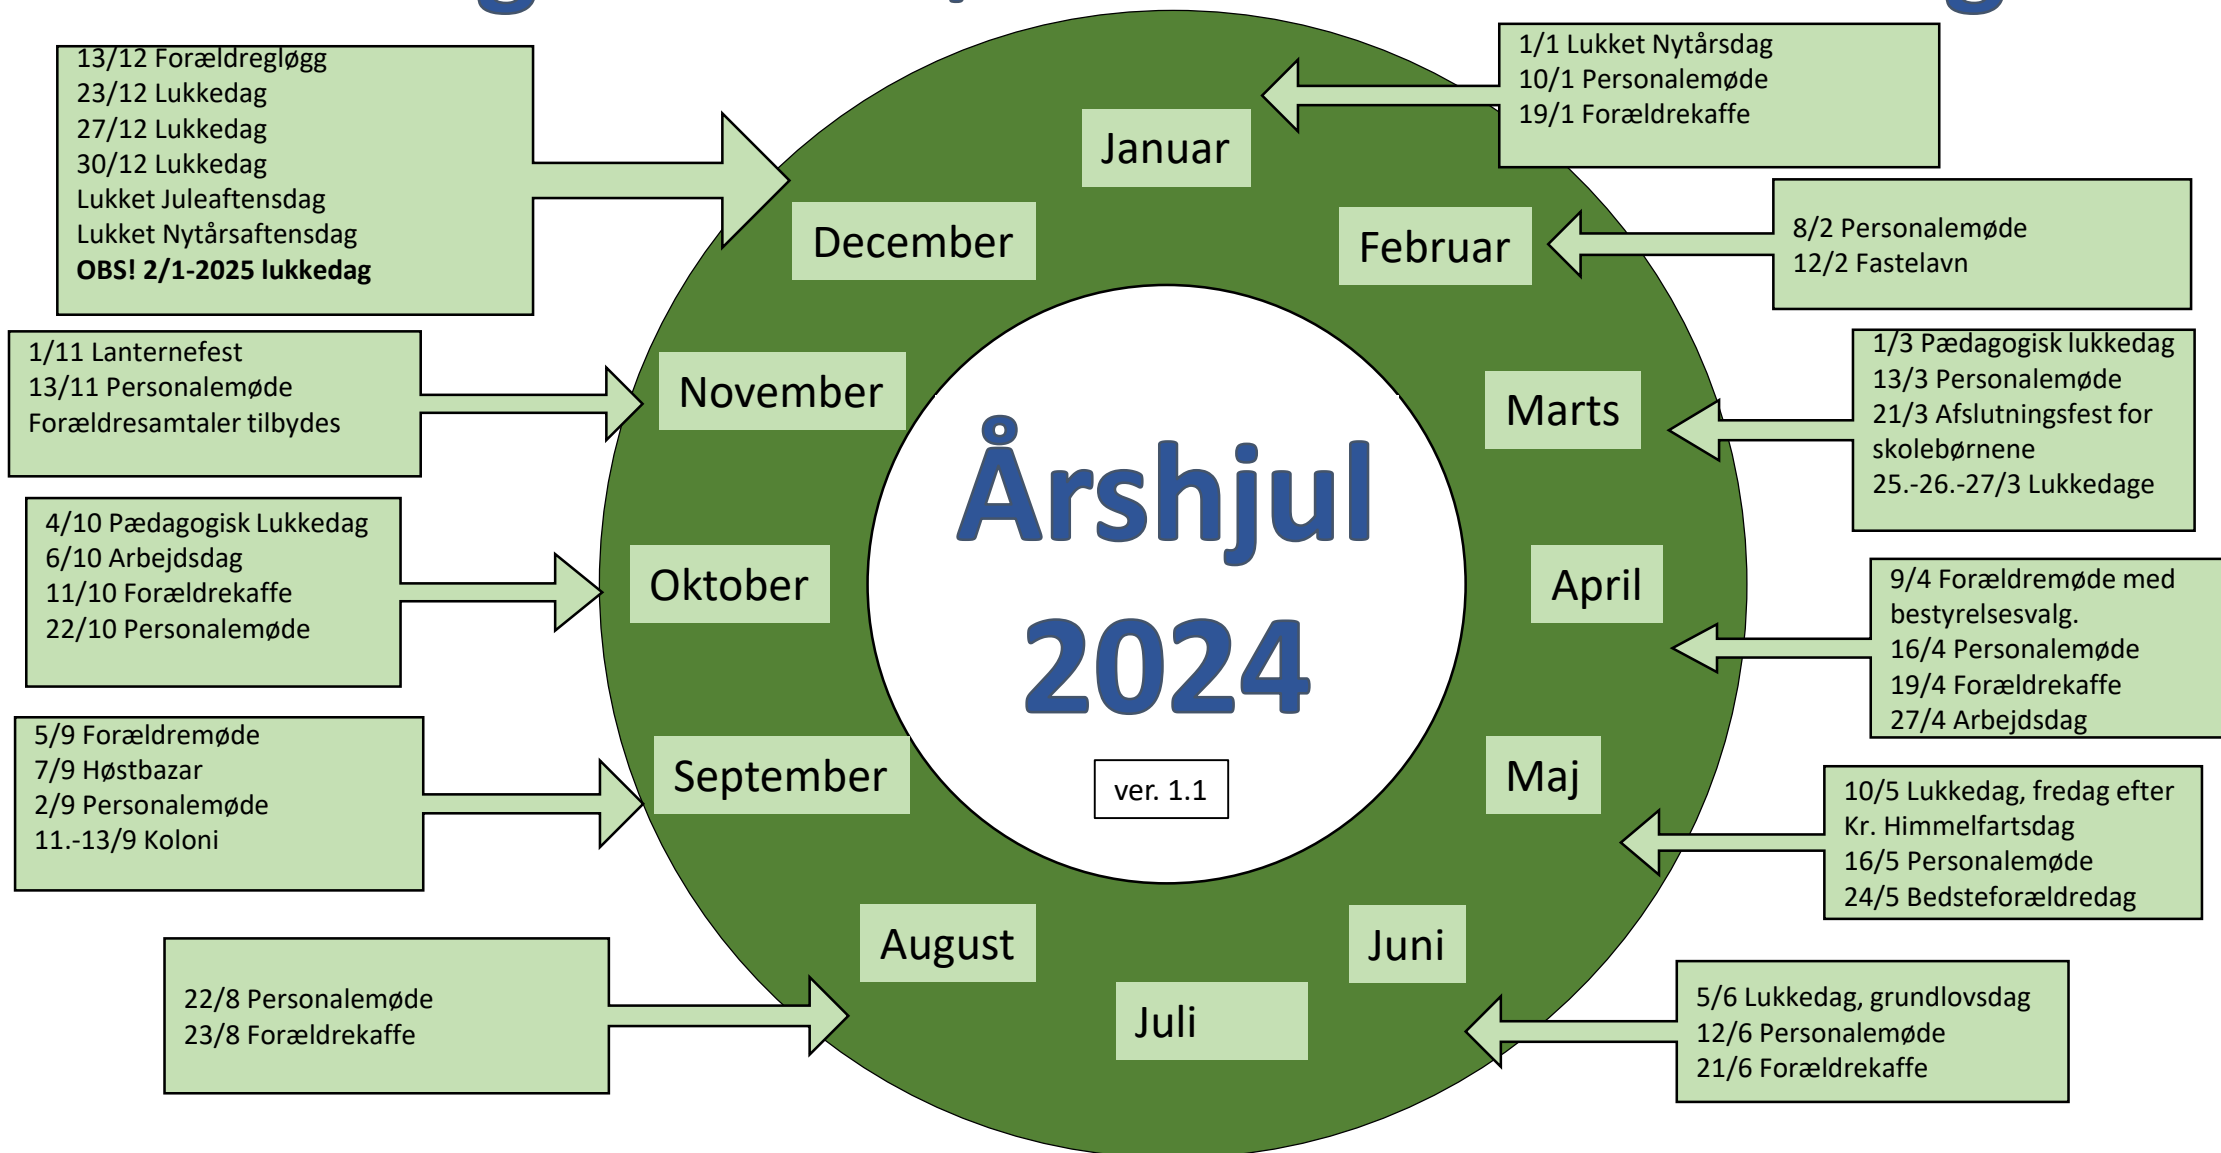 Januar
Februar
Marts
April
Maj
Juni
Juli
August
September
Oktober
November
December
Årshjul
2024
ver. 1.1
1/1 Lukket Nytårsdag
10/1 Personalemøde
19/1 Forældrekaffe
8/2 Personalemøde
12/2 Fastelavn
1/3 Pædagogisk lukkedag
13/3 Personalemøde
21/3 Afslutningsfest for
skolebørnene
25.-26.-27/3 Lukkedage
9/4 Forældremøde med
bestyrelsesvalg.
16/4 Personalemøde
19/4 Forældrekaffe
27/4 Arbejdsdag
10/5 Lukkedag, fredag efter
Kr. Himmelfartsdag
16/5 Personalemøde
24/5 Bedsteforældredag
5/6 Lukkedag, grundlovsdag
12/6 Personalemøde
21/6 Forældrekaffe
22/8 Personalemøde
23/8 Forældrekaffe
5/9 Forældremøde
7/9 Høstbazar
2/9 Personalemøde
11.-13/9 Koloni
4/10 Pædagogisk Lukkedag
6/10 Arbejdsdag
11/10 Forældrekaffe
22/10 Personalemøde
1/11 Lanternefest
13/11 Personalemøde
Forældresamtaler tilbydes
13/12 Forældregløgg
23/12 Lukkedag
27/12 Lukkedag
30/12 Lukkedag
Lukket Juleaftensdag
Lukket Nytårsaftensdag
OBS! 2/1-2025 lukkedag